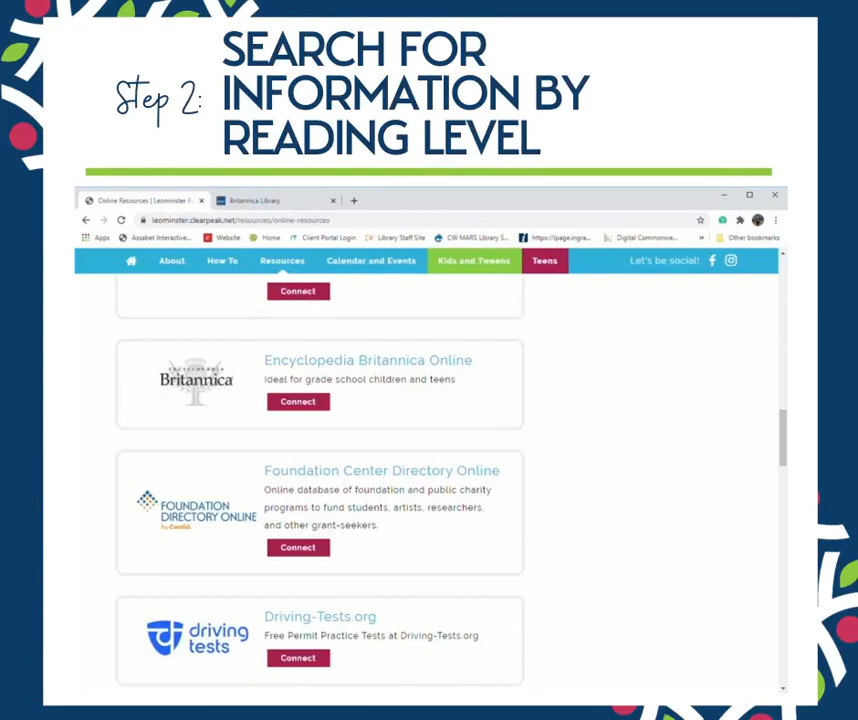 Step 2:
SEARCH FOR
INFORMATION BY
READING LEVEL
Online Resources | Leominster P
Britannica Library
leominster.clearpeak.net/resources/online-resources
Apps Assabet Interactive... Website Home Client Portal Login Library Staff Site CW MARS Library S... https://ipage.ingra... Digital Commonwe... » Other bookmarks
About How To Resources Calendar and Events Kids and Tweens Teens Let's be social!
Connect
ENCYCLOPÆDIA
Britannica
Encyclopedia Britannica Online
Ideal for grade school children and teens
Connect
FOUNDATION
DIRECTORY ONLINE
by Candid.
Foundation Center Directory Online
Online database of foundation and public charity
programs to fund students, artists, researchers,
and other grant-seekers.
Connect
driving
tests
Driving-Tests.org
Free Permit Practice Tests at Driving-Tests.org
Connect